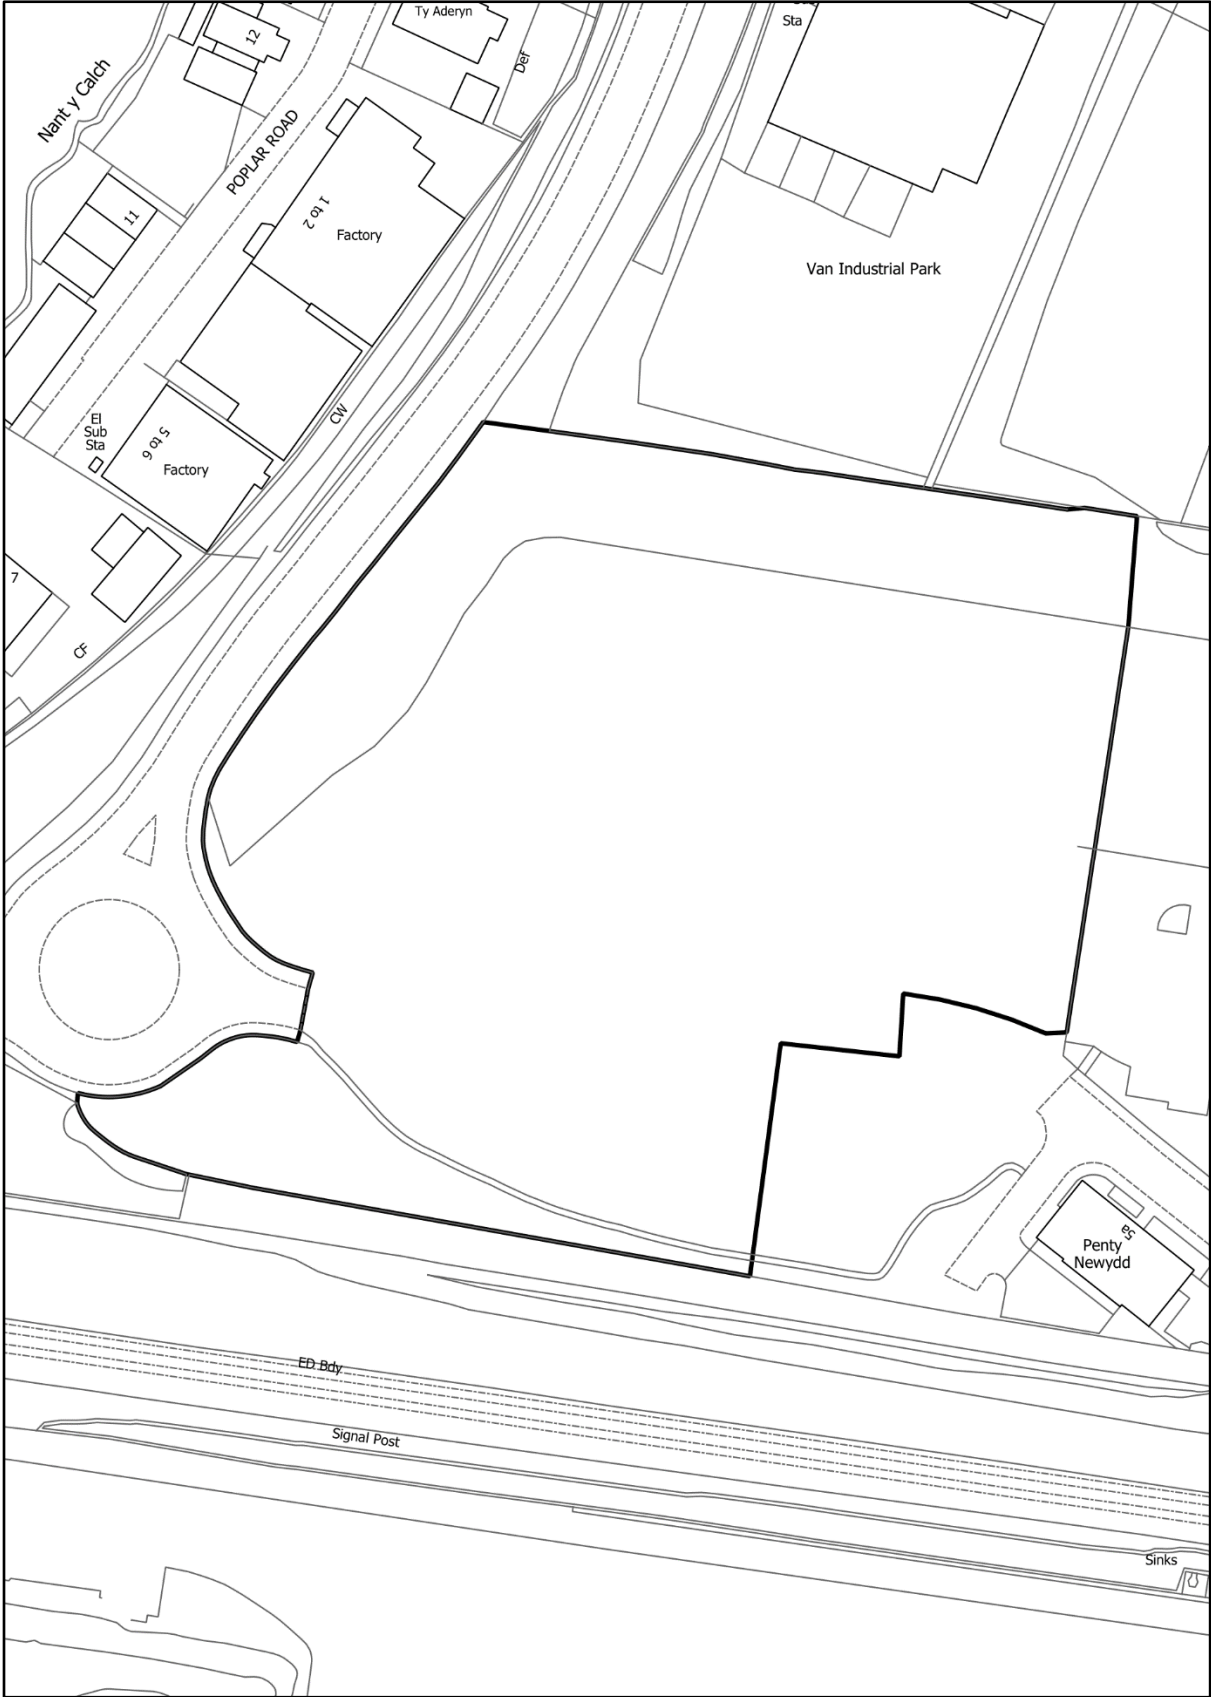 Ty Aderyn
Sta
12
Def
Nant y Calch
POPLAR ROAD
11
1 to 2
Factory
Van Industrial Park
CW
El
Sub
Sta
5 to 6
Factory
7
CF
5a
Penty
Newydd
ED Bdy
Signal Post
Sinks